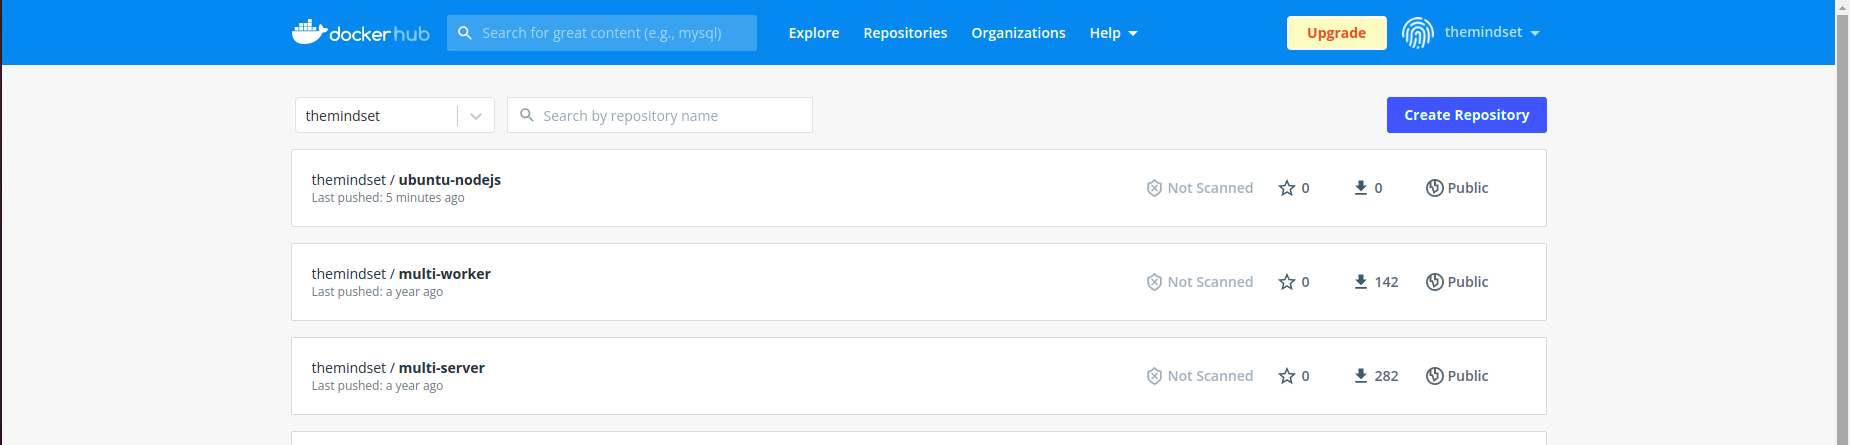 dockerhub Search for great content (e.g., mysql) Explore Repositories Organizations Help Upgrade themindset
themindset Search by repository name Create Repository
themindset / ubuntu-nodejs Not Scanned 0 0 Public
Last pushed: 5 minutes ago
themindset / multi-worker Not Scanned 0 142 Public
Last pushed: a year ago
themindset / multi-server Not Scanned 0 282 Public
Last pushed: a year ago